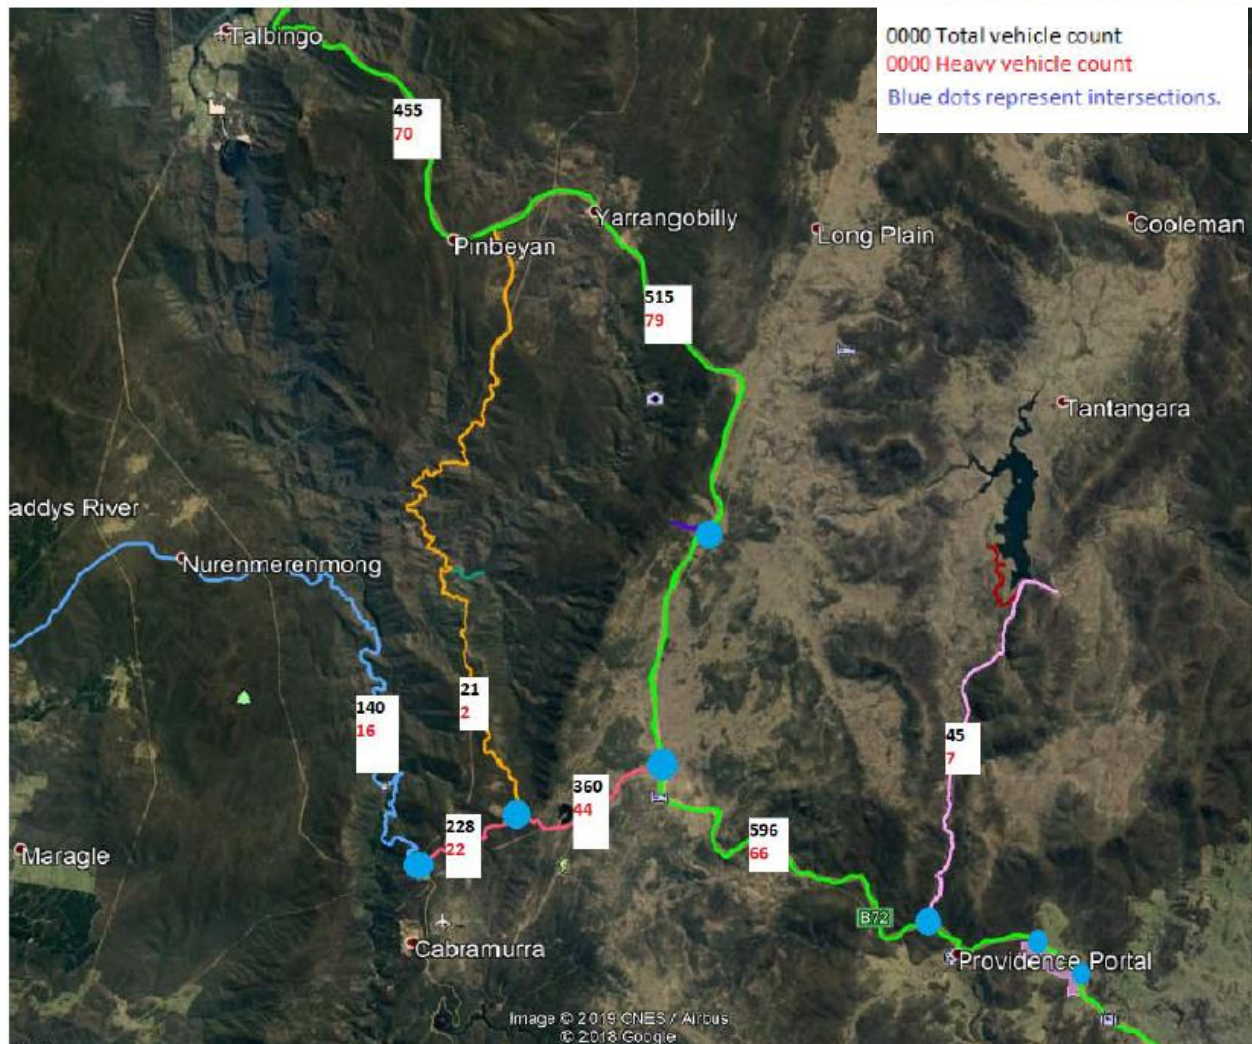 0000 Total vehicle count
0000 Heavy vehicle count
Blue dots represent intersections.
Talbingo
455
70
Yarrangobilly
Pinbeyan
Long Plain
Cooleman
515
79
Tantangara
addys River
Nurenmerenmong
21
2
140
16
45
7
360
44
228
22
596
66
Maragle
B72
Cabramurra
Providence Portal
Image © 2019 CNES / Airbus
© 2018 Google